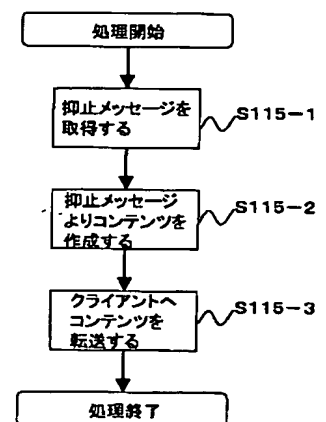 処理開始
抑止メッセージを
取得する
S115-1
抑止メッセージ
よりコンテンツを
作成する
S115-2
クライアントへ
コンテンツを
転送する
S115-3
処理終了